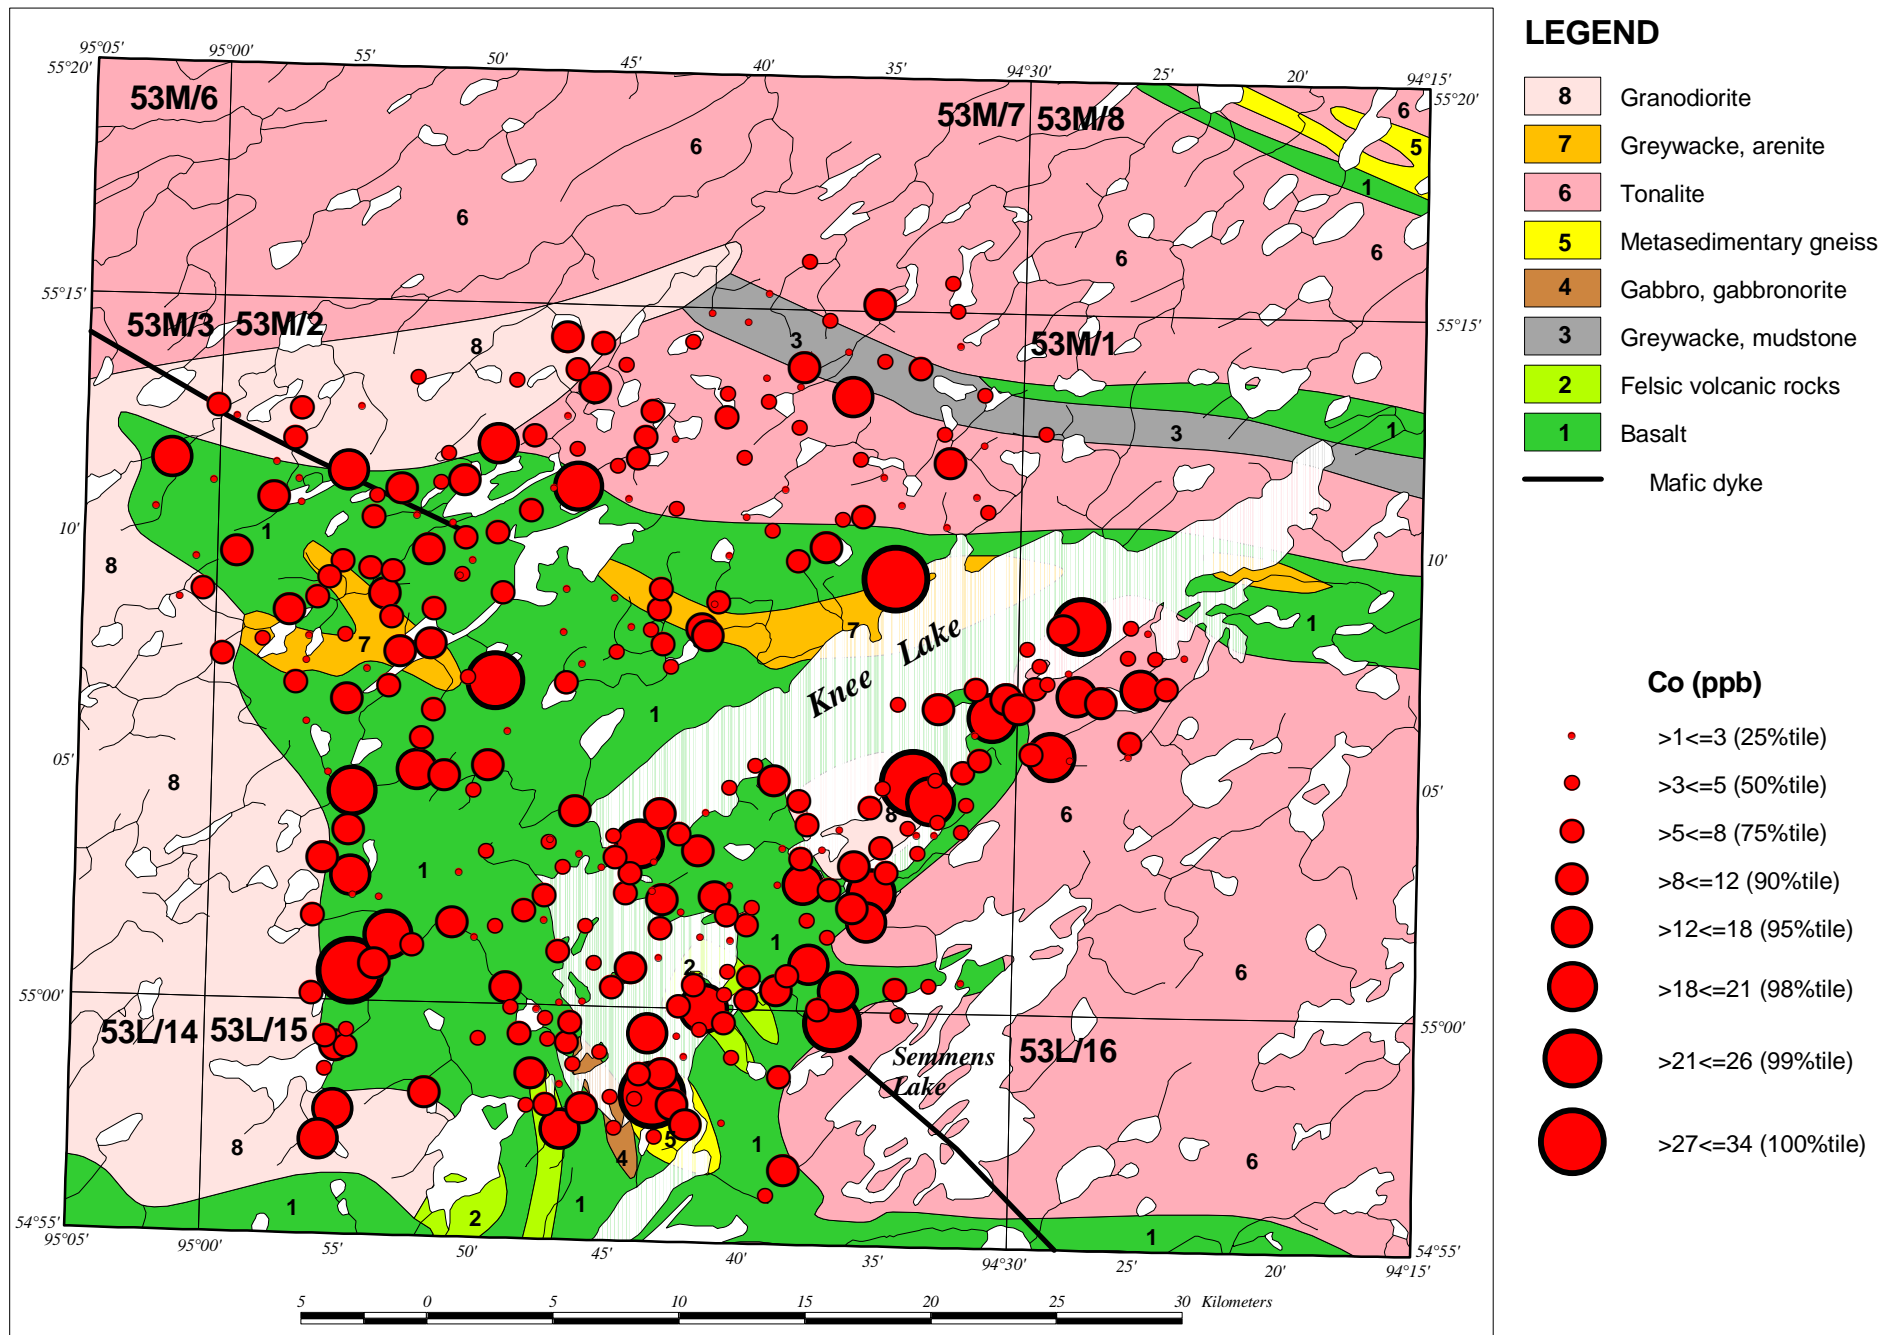 LEGEND
8 Granodiorite
7 Greywacke, arenite
6 Tonalite
5 Metasedimentary gneiss
4 Gabbro, gabbronorite
3 Greywacke, mudstone
2 Felsic volcanic rocks
1 Basalt
Mafic dyke
Co (ppb)
>1<=3 (25%tile)
>3<=5 (50%tile)
>5<=8 (75%tile)
>8<=12 (90%tile)
>12<=18 (95%tile)
>18<=21 (98%tile)
>21<=26 (99%tile)
>27<=34 (100%tile)
95°05' 95°00' 55' 50' 45' 40' 35' 94°30' 25' 20' 94°15'
55°20' 55°20'
53M/6 53M/7 53M/8
6
5
6
1
6
6
6
6
55°15' 55°15'
53M/3 53M/2 53M/1
8
3
3
1
10' 10'
1
8
7
7
1
Knee Lake
1
05' 05'
8
8
6
1
1
2
6
55°00' 55°00'
53L/14 53L/15 53L/16
Semmens
Lake
8
5
4
1
6
1
2
1
1
54°55' 54°55'
95°05' 95°00' 55' 50' 45' 40' 35' 94°30' 25' 20' 94°15'
5 0 5 10 15 20 25 30 Kilometers